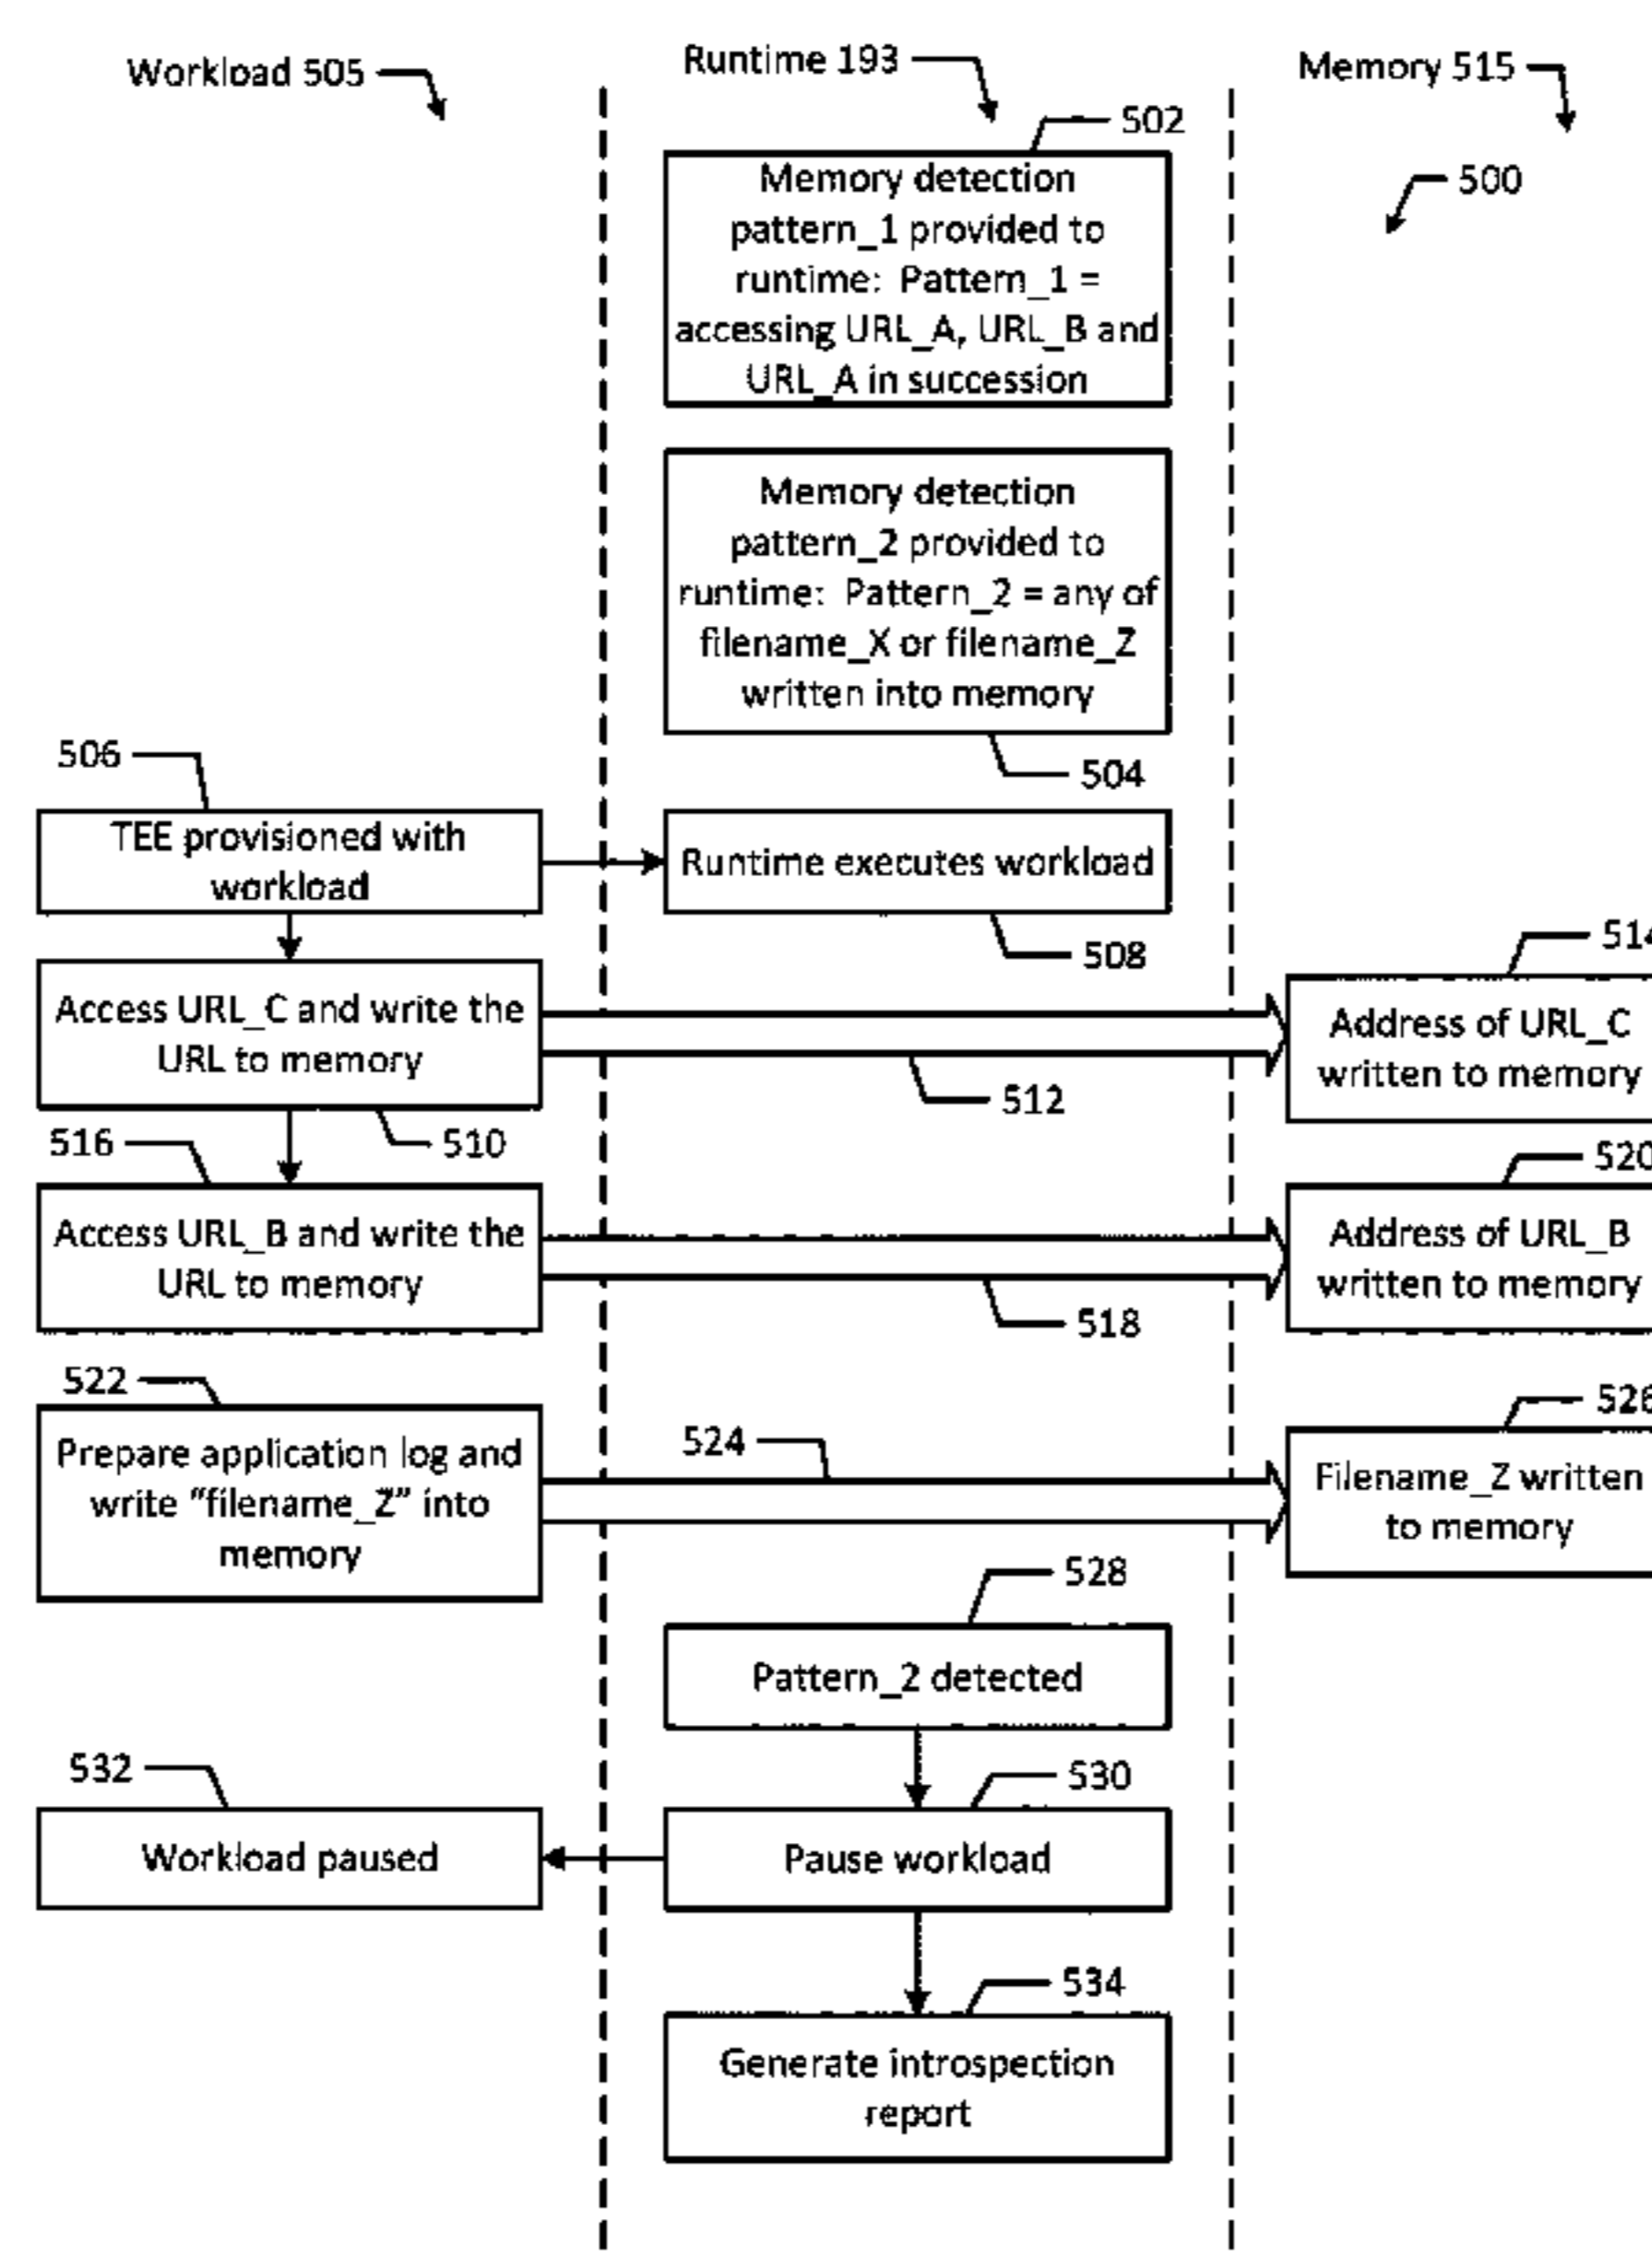 Workload 505
Runtime 193
Memory 515
502
500
Memory detection
pattern_1 provided to
runtime: Pattern_1 =
accessing URL_A, URL_B and
URL_A in succession
Memory detection
pattern_2 provided to
runtime: Pattern_2 = any of
filename_X or filename_Z
written into memory
504
506
TEE provisioned with
workload
Runtime executes workload
508
Access URL_C and write the
URL to memory
510
512
514
Address of URL_C
written to memory
516
Access URL_B and write the
URL to memory
518
520
Address of URL_B
written to memory
522
Prepare application log and
write “filename_Z” into
memory
524
526
Filename_Z written
to memory
528
Pattern_2 detected
530
532
Workload paused
Pause workload
534
Generate introspection
report